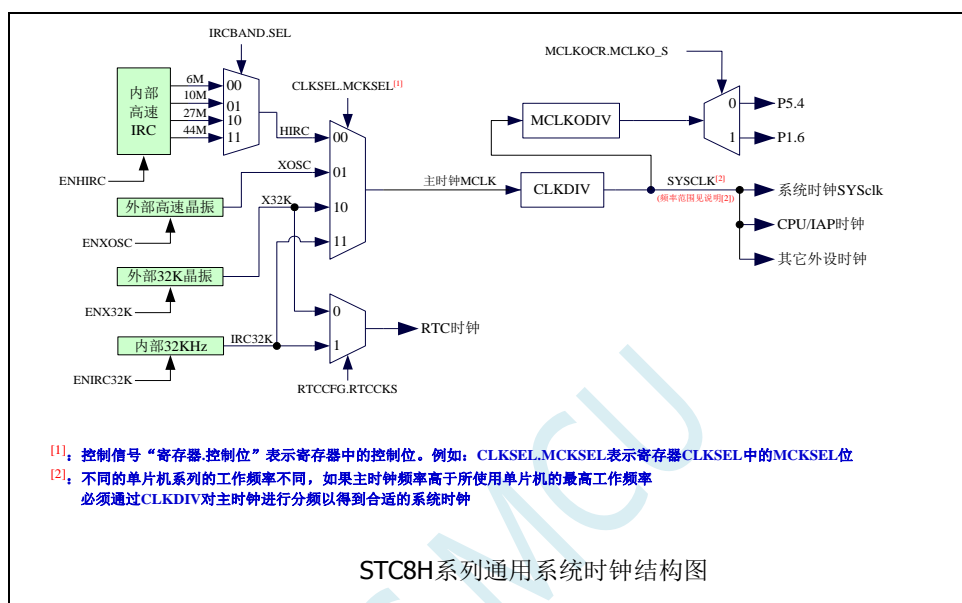 IRCBAND.SEL
MCLKOCR.MCLKO_S
内部
高速
IRC
6M
10M
27M
44M
00
01
10
11
CLKSEL.MCKSEL[1]
HIRC
00
XOSC
01
X32K
10
11
ENHIRC
外部高速晶振
ENXOSC
外部32K晶振
ENX32K
内部32KHz
IRC32K
ENIRC32K
主时钟MCLK
CLKDIV
MCLKODIV
0
P5.4
1
P1.6
SYSCLK[2]
(频率范围见说明[2])
系统时钟SYSclk
CPU/IAP时钟
其它外设时钟
0
1
RTC时钟
RTCCFG.RTCCKS
[1]：控制信号“寄存器.控制位”表示寄存器中的控制位。例如：CLKSEL.MCKSEL表示寄存器CLKSEL中的MCKSEL位
[2]：不同的单片机系列的工作频率不同，如果主时钟频率高于所使用单片机的最高工作频率
必须通过CLKDIV对主时钟进行分频以得到合适的系统时钟
STC8H系列通用系统时钟结构图
MCU